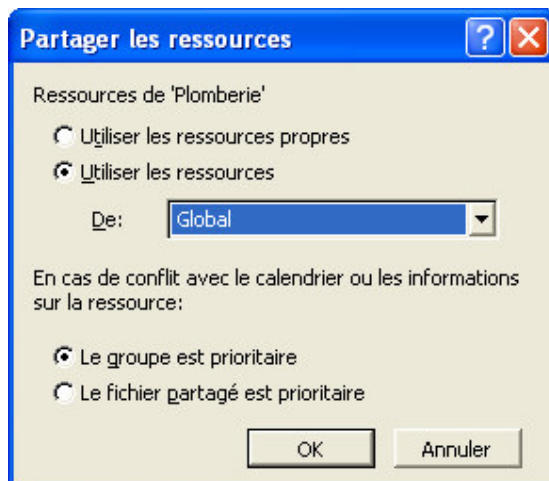 Partager les ressources
Ressources de 'Plomberie'
Utiliser les ressources propres
Utiliser les ressources
De: Global
En cas de conflit avec le calendrier ou les informations
sur la ressource:
Le groupe est prioritaire
Le fichier partagé est prioritaire
OK Annuler